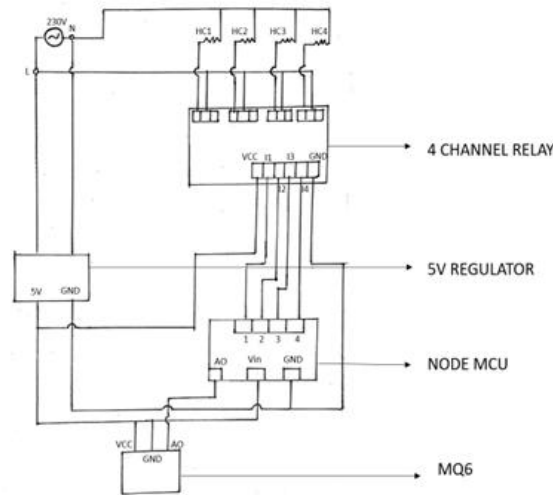 230V
N
HC1 HC2 HC3 HC4
L
4 CHANNEL RELAY
VCC I1 I3 GND
I2 I4
5V REGULATOR
5V GND
1 2 3 4
NODE MCU
AO Vin GND
VCC GND AO
MQ6